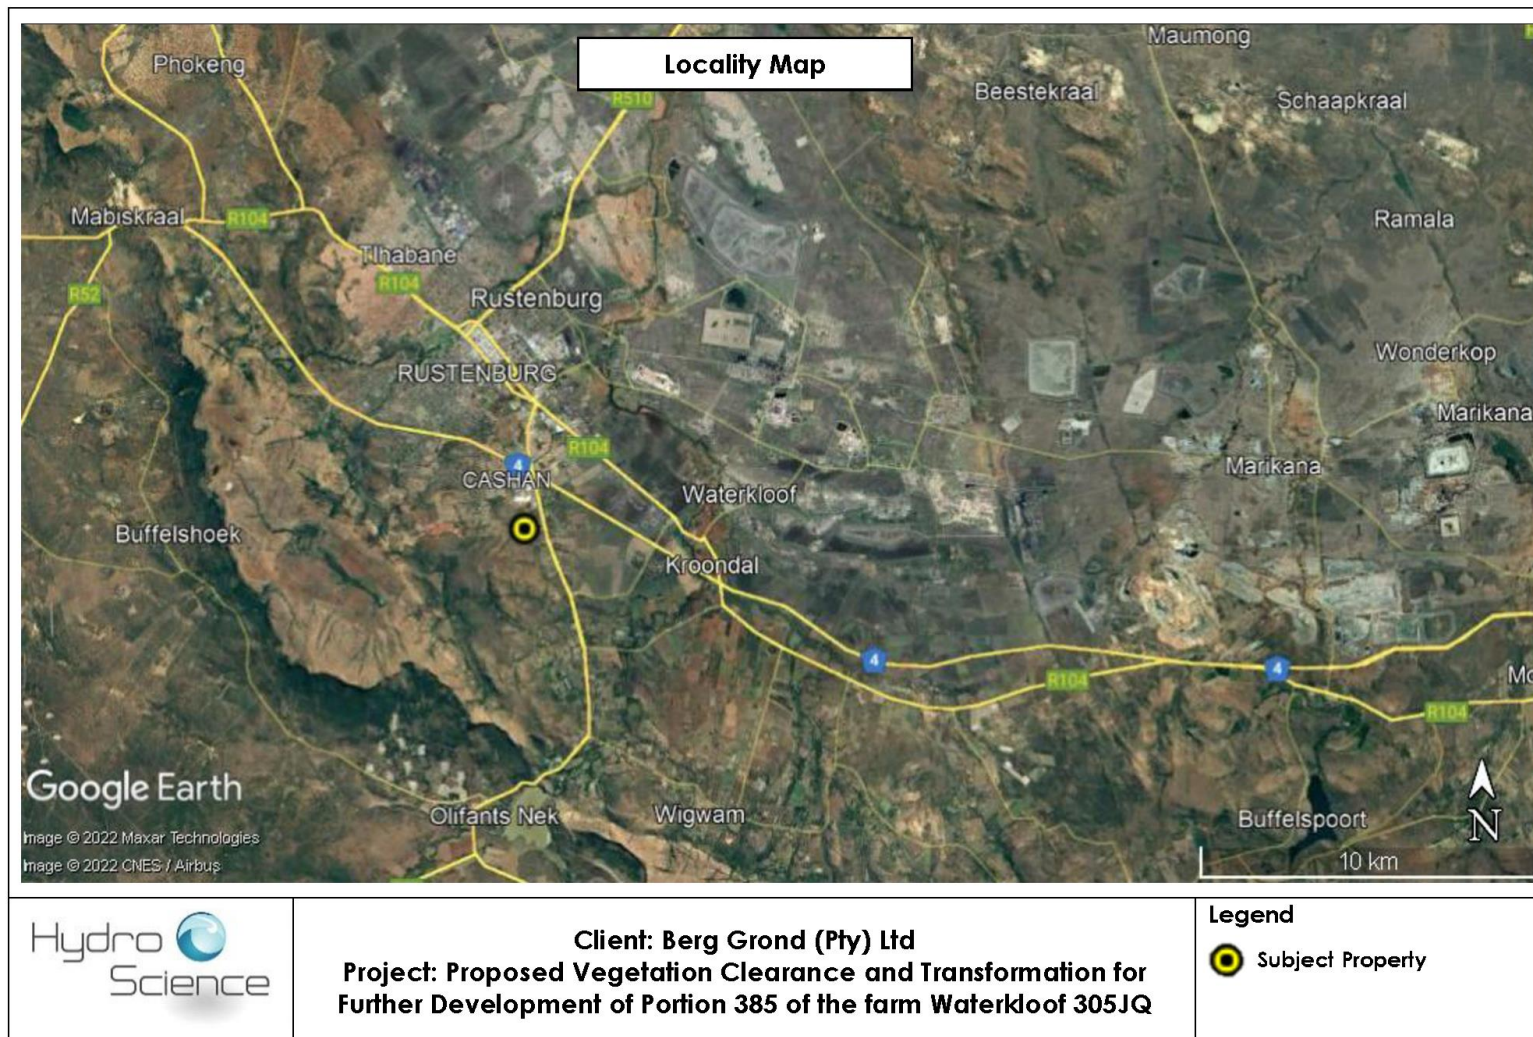 Locality Map
Maumong
Phokeng
Beestekraal
Schaapkraal
R510
Mabiskraal
R104
Ramala
Tlhabane
R104
R52
Rustenburg
Wonderkop
RUSTENBURG
Marikana
R104
4
CASHAN
Marikana
Waterkloof
Buffelshoek
Kroondal
4
4
R104
R104
Google Earth
Olifants Nek
Wigwam
Buffelspoort
N
Image © 2022 Maxar Technologies
Image © 2022 CNES / Airbus
10 km
Hydro
Science
Client: Berg Grond (Pty) Ltd
Project: Proposed Vegetation Clearance and Transformation for
Further Development of Portion 385 of the farm Waterkloof 305JQ
Legend
Subject Property